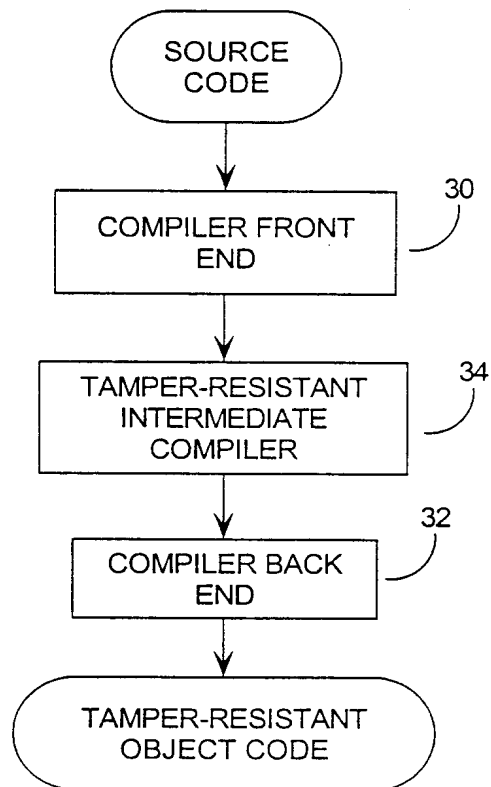 SOURCE
CODE
30
COMPILER FRONT
END
34
TAMPER-RESISTANT
INTERMEDIATE
COMPILER
32
COMPILER BACK
END
TAMPER-RESISTANT
OBJECT CODE